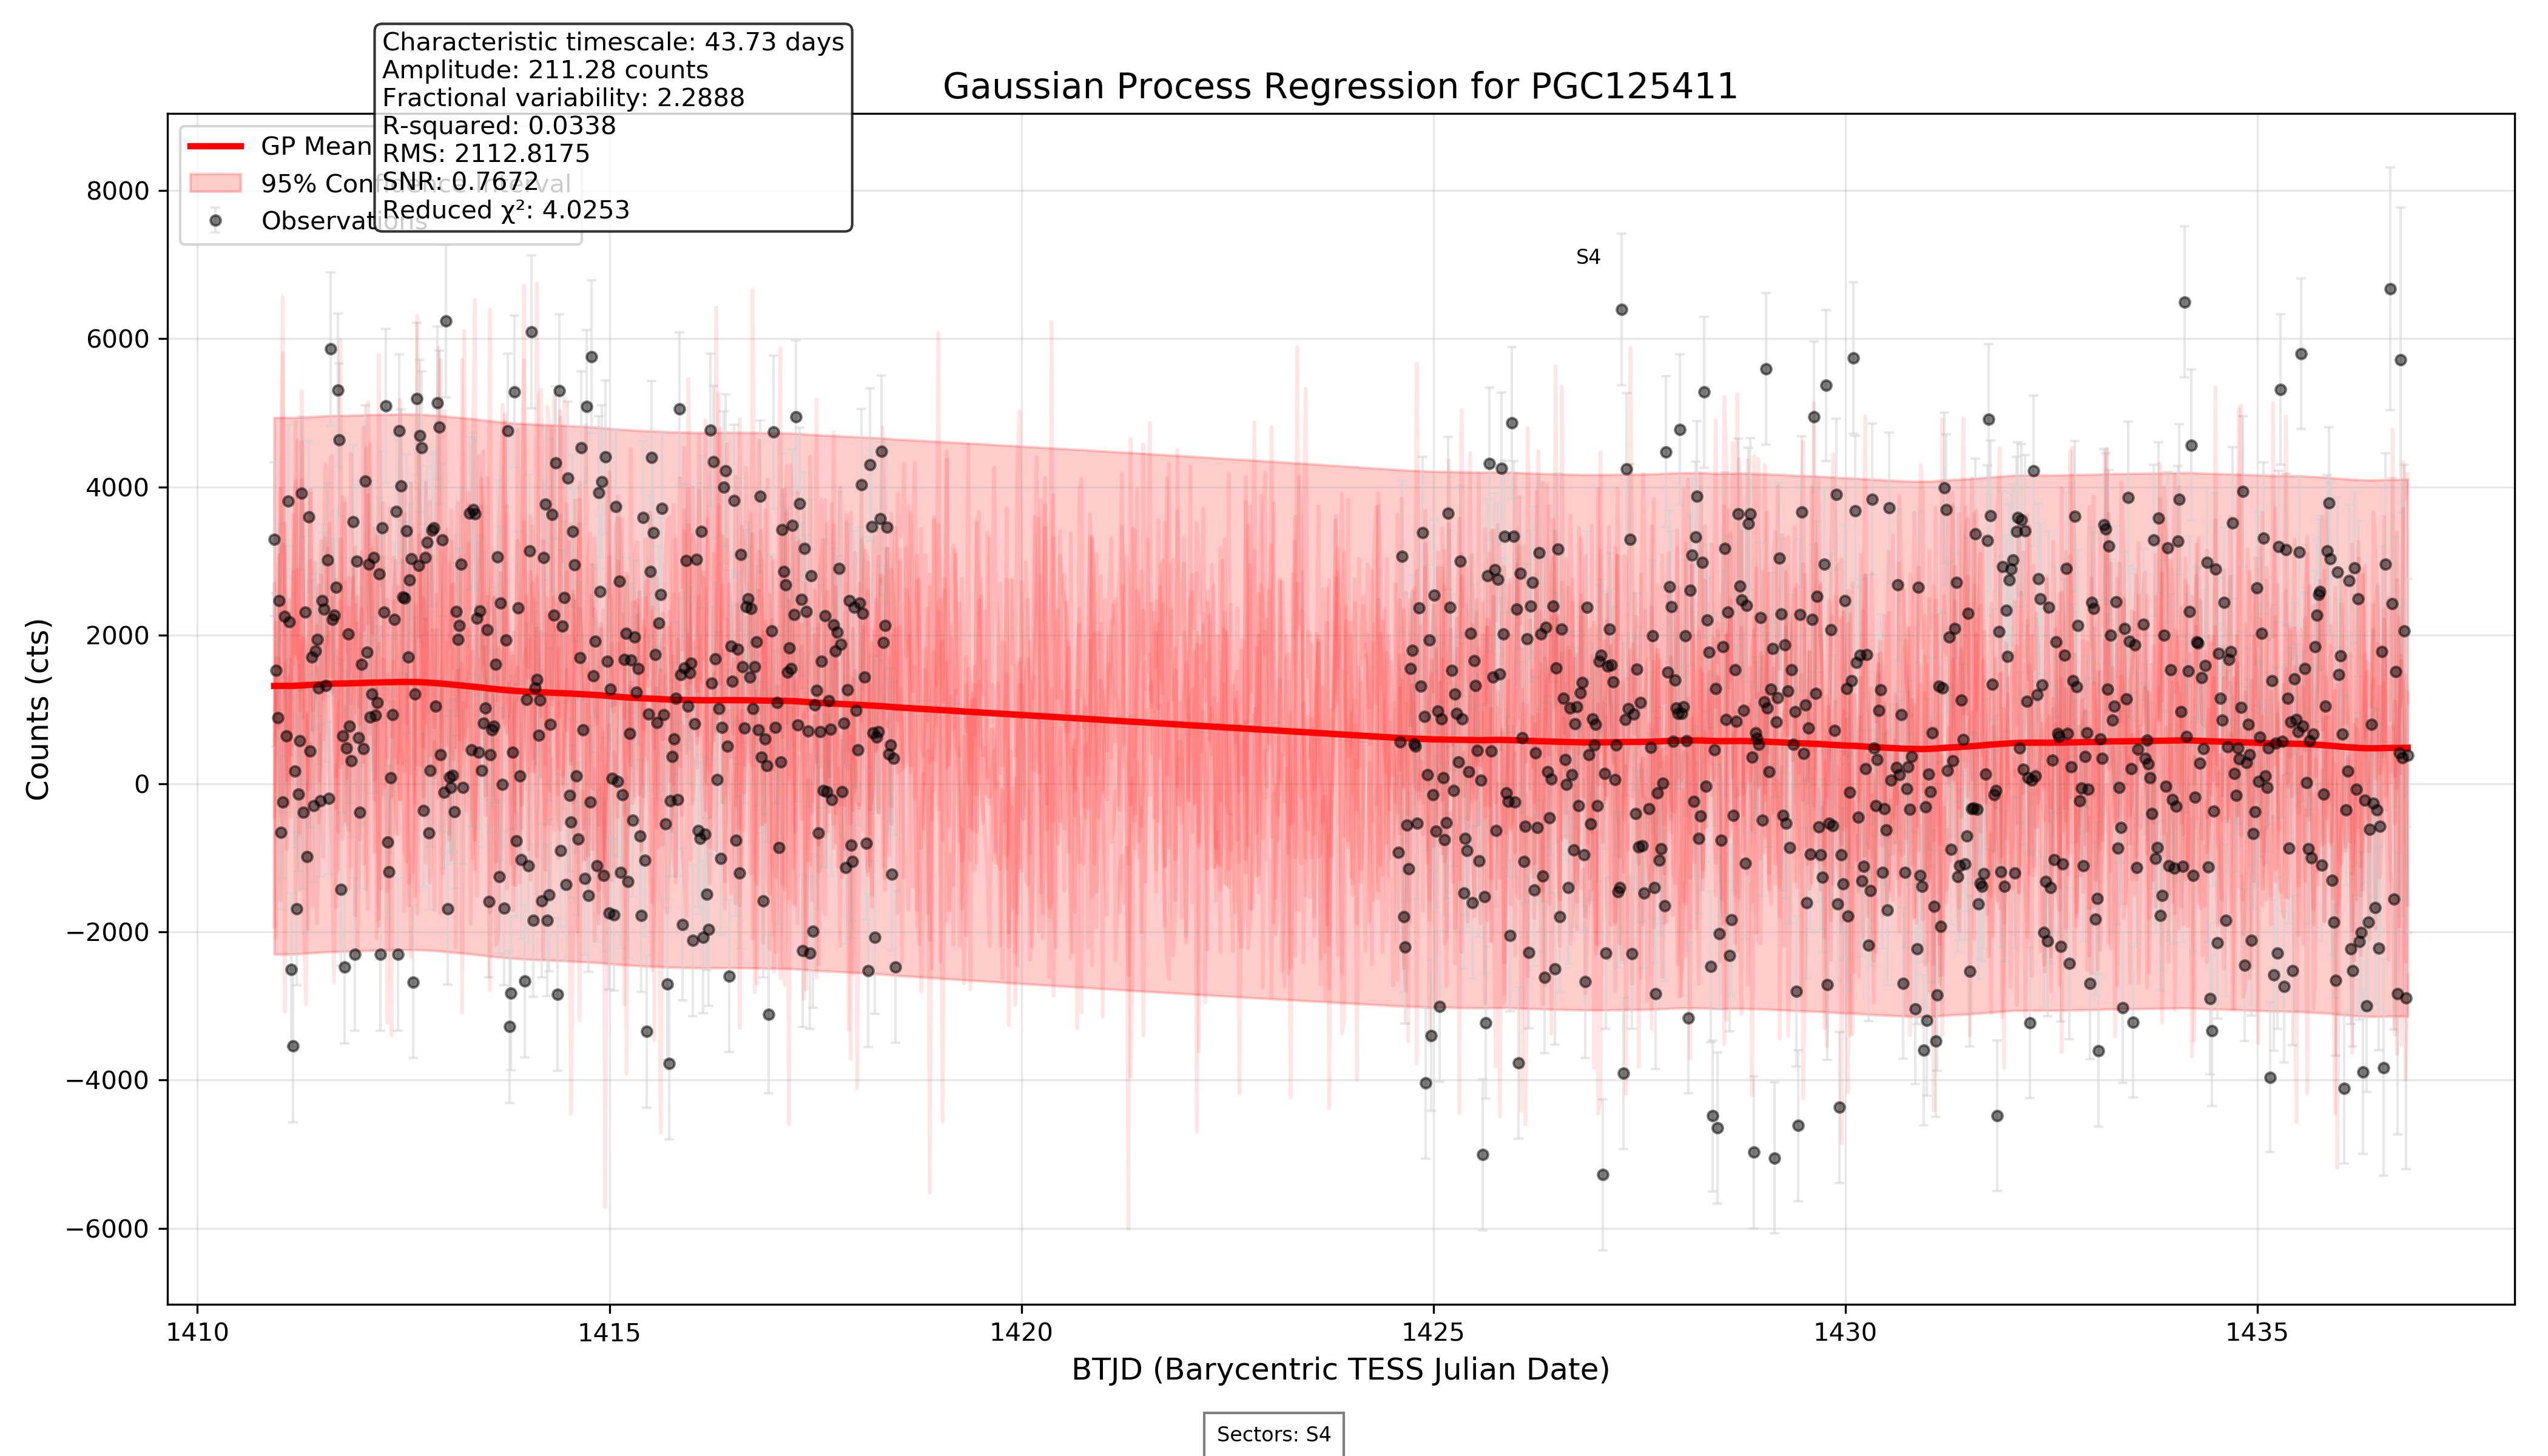 Characteristic timescale: 43.73 days
Amplitude: 211.28 counts
Fractional variability: 2.2888
R-squared: 0.0338
RMS: 2112.8175
SNR: 0.7672
Reduced χ²: 4.0253
Gaussian Process Regression for PGC125411
GP Mean
95% Confidence Interval
Observations
S4
8000
6000
4000
2000
0
−2000
−4000
−6000
Counts (cts)
1410 1415 1420 1425 1430 1435
BTJD (Barycentric TESS Julian Date)
Sectors: S4